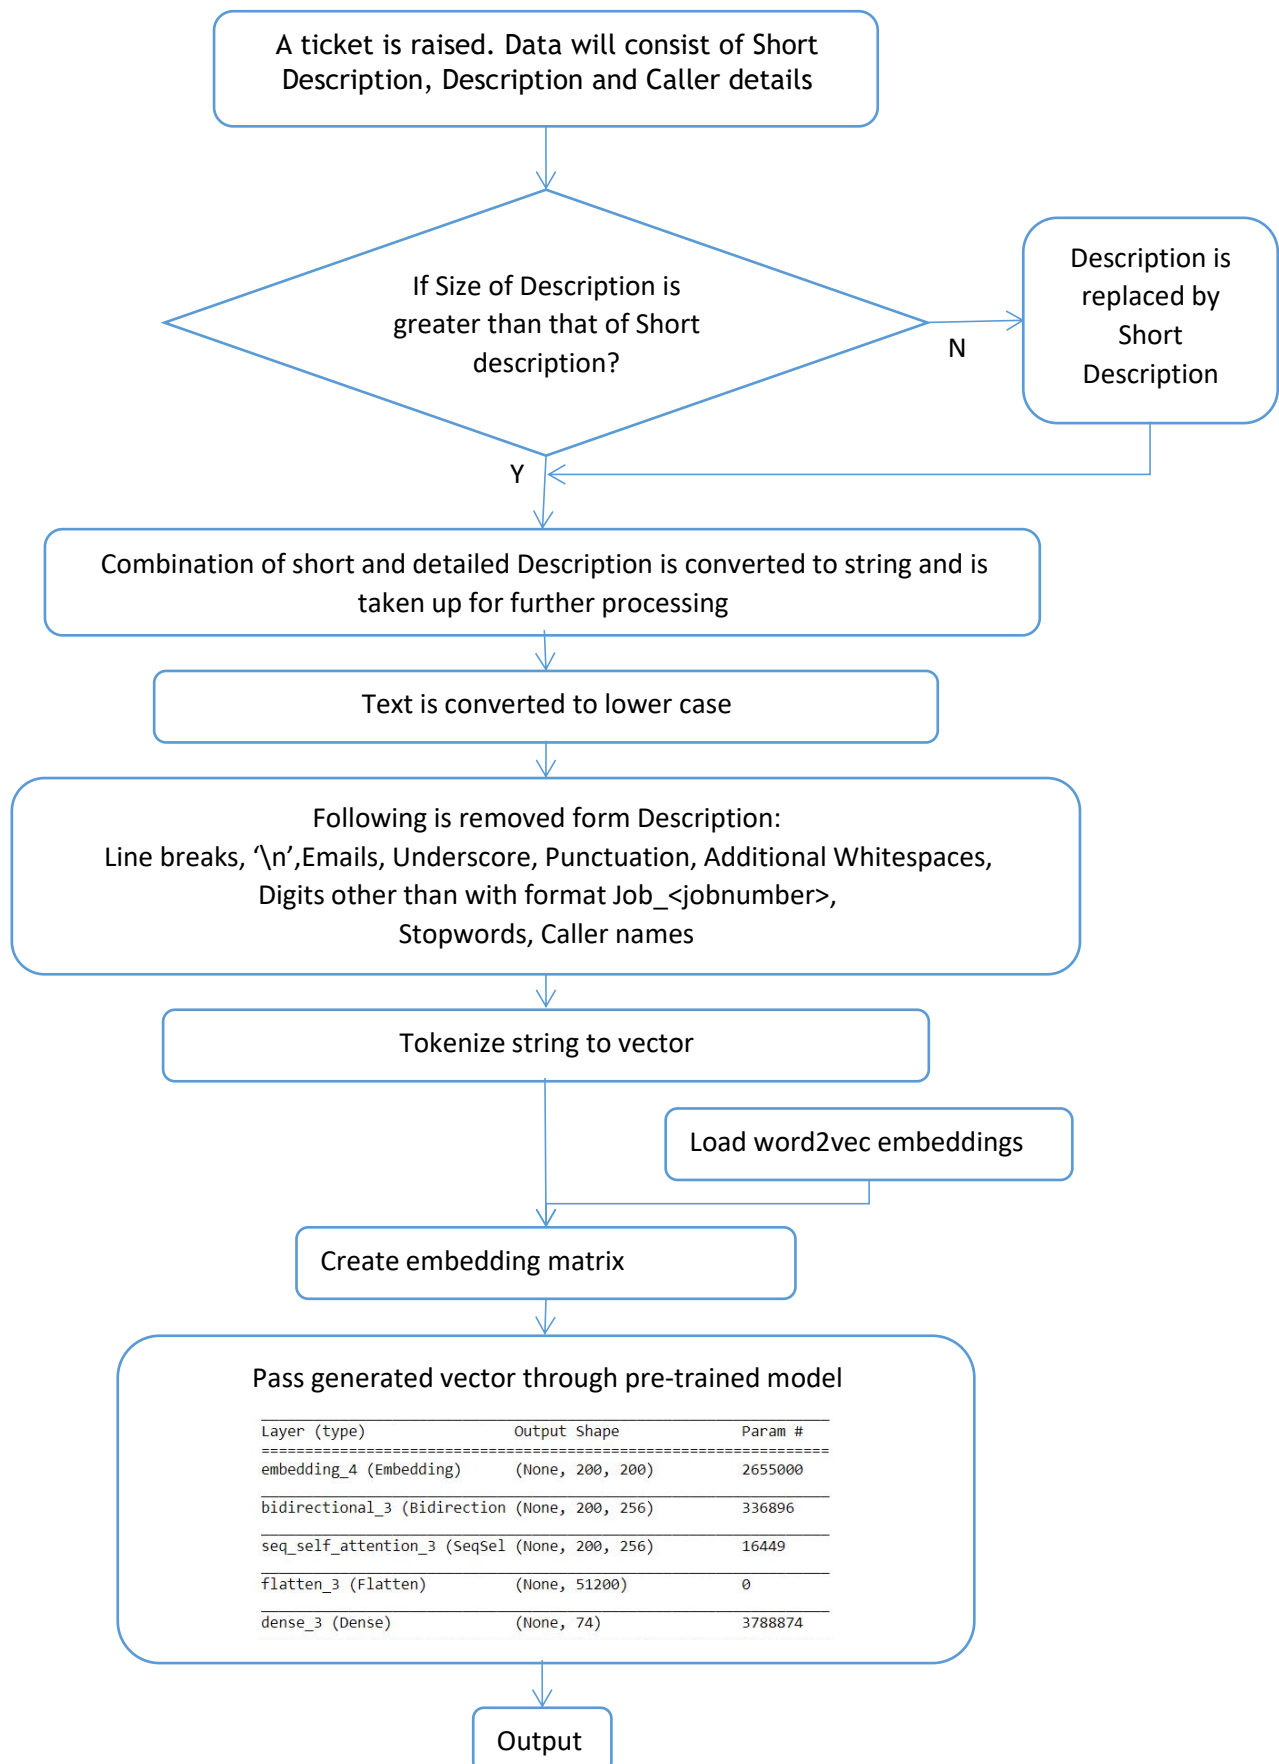 A ticket is raised. Data will consist of Short
Description, Description and Caller details
If Size of Description is
greater than that of Short
description?
N
Description is
replaced by
Short
Description
Y
Combination of short and detailed Description is converted to string and is
taken up for further processing
Text is converted to lower case
Following is removed form Description:
Line breaks, ‘\n’,Emails, Underscore, Punctuation, Additional Whitespaces,
Digits other than with format Job_<jobnumber>,
Stopwords, Caller names
Tokenize string to vector
Load word2vec embeddings
Create embedding matrix
Pass generated vector through pre-trained model
Layer (type) Output Shape Param #
embedding_4 (Embedding) (None, 200, 200) 2655000
bidirectional_3 (Bidirection (None, 200, 256) 336896
seq_self_attention_3 (SeqSel (None, 200, 256) 16449
flatten_3 (Flatten) (None, 51200) 0
dense_3 (Dense) (None, 74) 3788874
Output